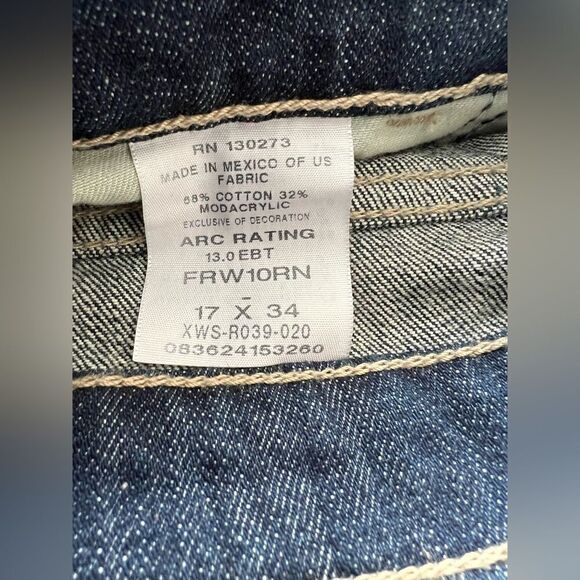 RN 130273
MADE IN MEXICO OF US
FABRIC
68% COTTON 32%
MODACRYLIC
EXCLUSIVE OF DECORATION
ARC RATING
13.0 EBT
FRW10RN
-
17 X 34
XWS-R039-020
083624153260